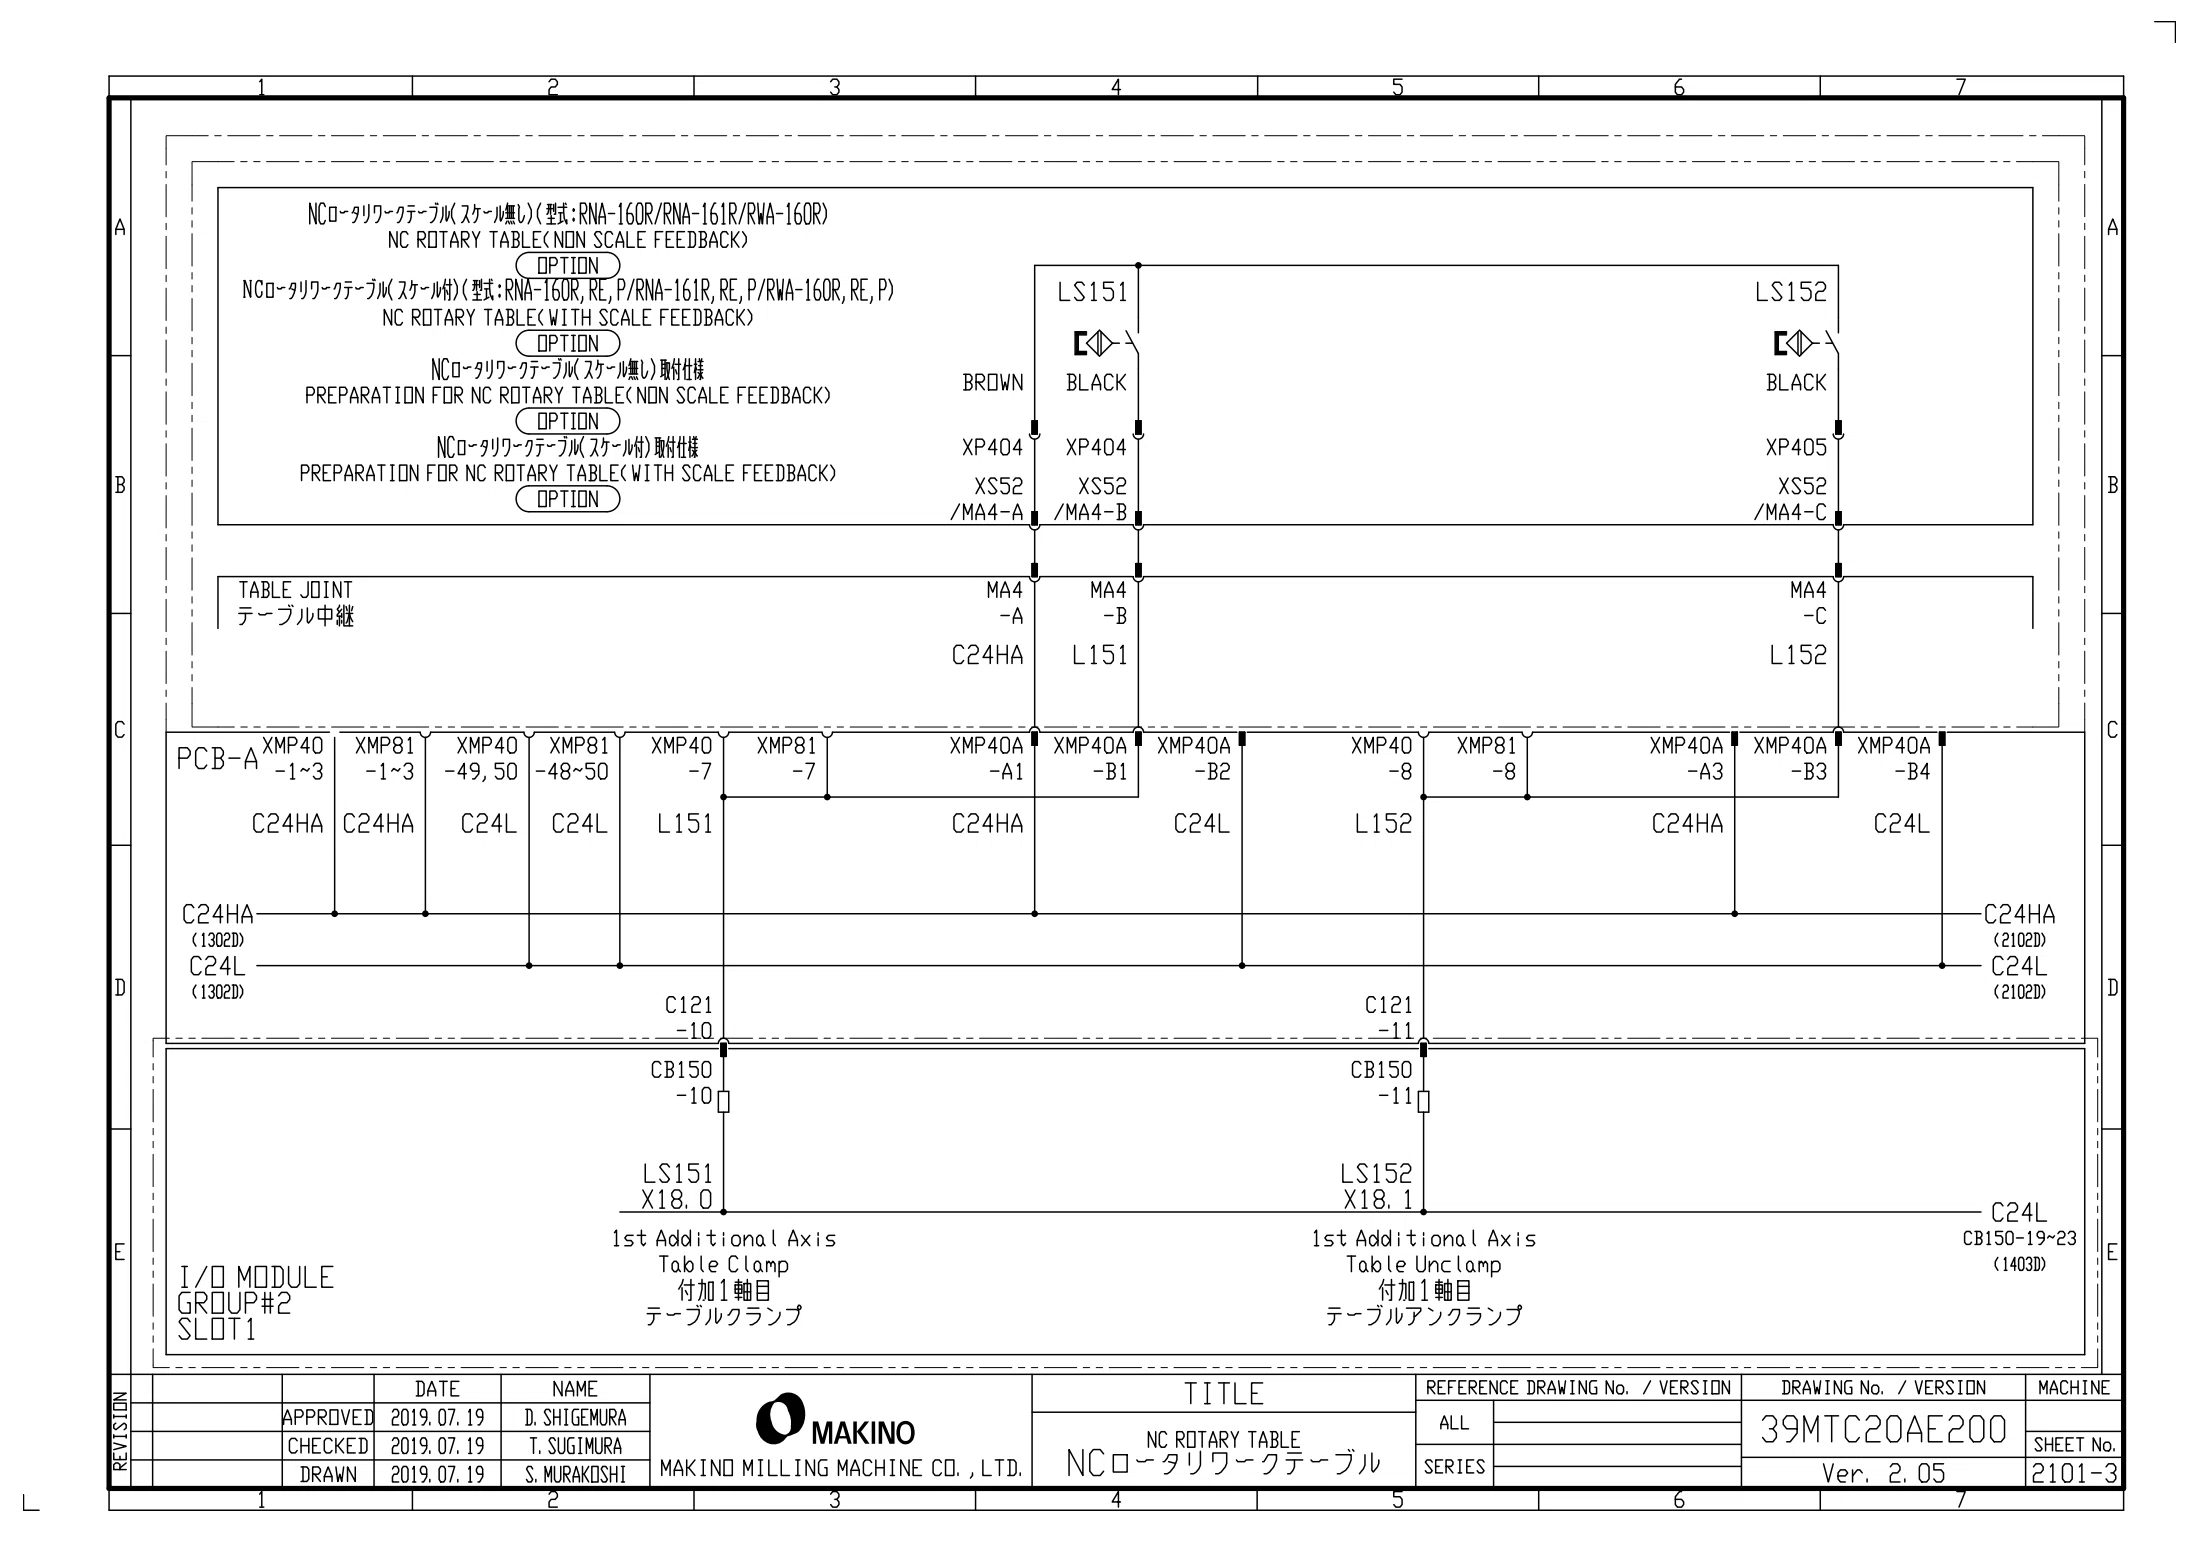 1 2 3 4 5 6 7
A A
NCロータリワークテーブル(スケール無し)(型式:RNA-160R/RNA-161R/RWA-160R)
NC ROTARY TABLE(NON SCALE FEEDBACK)
OPTION
NCロータリワークテーブル(スケール付)(型式:RNA-160R,RE,P/RNA-161R,RE,P/RWA-160R,RE,P)
NC ROTARY TABLE(WITH SCALE FEEDBACK)
OPTION
NCロータリワークテーブル(スケール無し)取付仕様
PREPARATION FOR NC ROTARY TABLE(NON SCALE FEEDBACK)
OPTION
NCロータリワークテーブル(スケール付)取付仕様
PREPARATION FOR NC ROTARY TABLE(WITH SCALE FEEDBACK)
OPTION
LS151 LS152
BROWN BLACK BLACK
XP404 XP404 XP405
B XS52 XS52 XS52 B
/MA4-A /MA4-B /MA4-C
TABLE JOINT MA4 MA4 MA4
テーブル中継 -A -B -C
C24HA L151 L152
C C
PCB-A XMP40 XMP81 XMP40 XMP81 XMP40 XMP81 XMP40A XMP40A XMP40A XMP40 XMP81 XMP40A XMP40A XMP40A
-1~3 -1~3 -49,50 -48~50 -7 -7 -A1 -B1 -B2 -8 -8 -A3 -B3 -B4
C24HA C24HA C24L C24L L151 C24HA C24L L152 C24HA C24L
C24HA C24HA
(1302D) (2102D)
C24L C24L
(1302D) (2102D)
D D
C121 C121
-10 -11
CB150 CB150
-10 -11
LS151 LS152
X18.0 X18.1
C24L
1st Additional Axis 1st Additional Axis CB150-19~23
E Table Clamp Table Unclamp (1403D) E
付加1軸目 付加1軸目
テーブルクランプ テーブルアンクランプ
I/O MODULE
GROUP#2
SLOT1
REVISION
DATE NAME
APPROVED 2019.07.19 D.SHIGEMURA
CHECKED 2019.07.19 T.SUGIMURA
DRAWN 2019.07.19 S.MURAKOSHI
MAKINO
MAKINO MILLING MACHINE CO.,LTD.
TITLE
NC ROTARY TABLE
NCロータリワークテーブル
REFERENCE DRAWING No. / VERSION
ALL
SERIES
DRAWING No. / VERSION
39MTC20AE200
Ver. 2.05
MACHINE
SHEET No.
2101-3
1 2 3 4 5 6 7